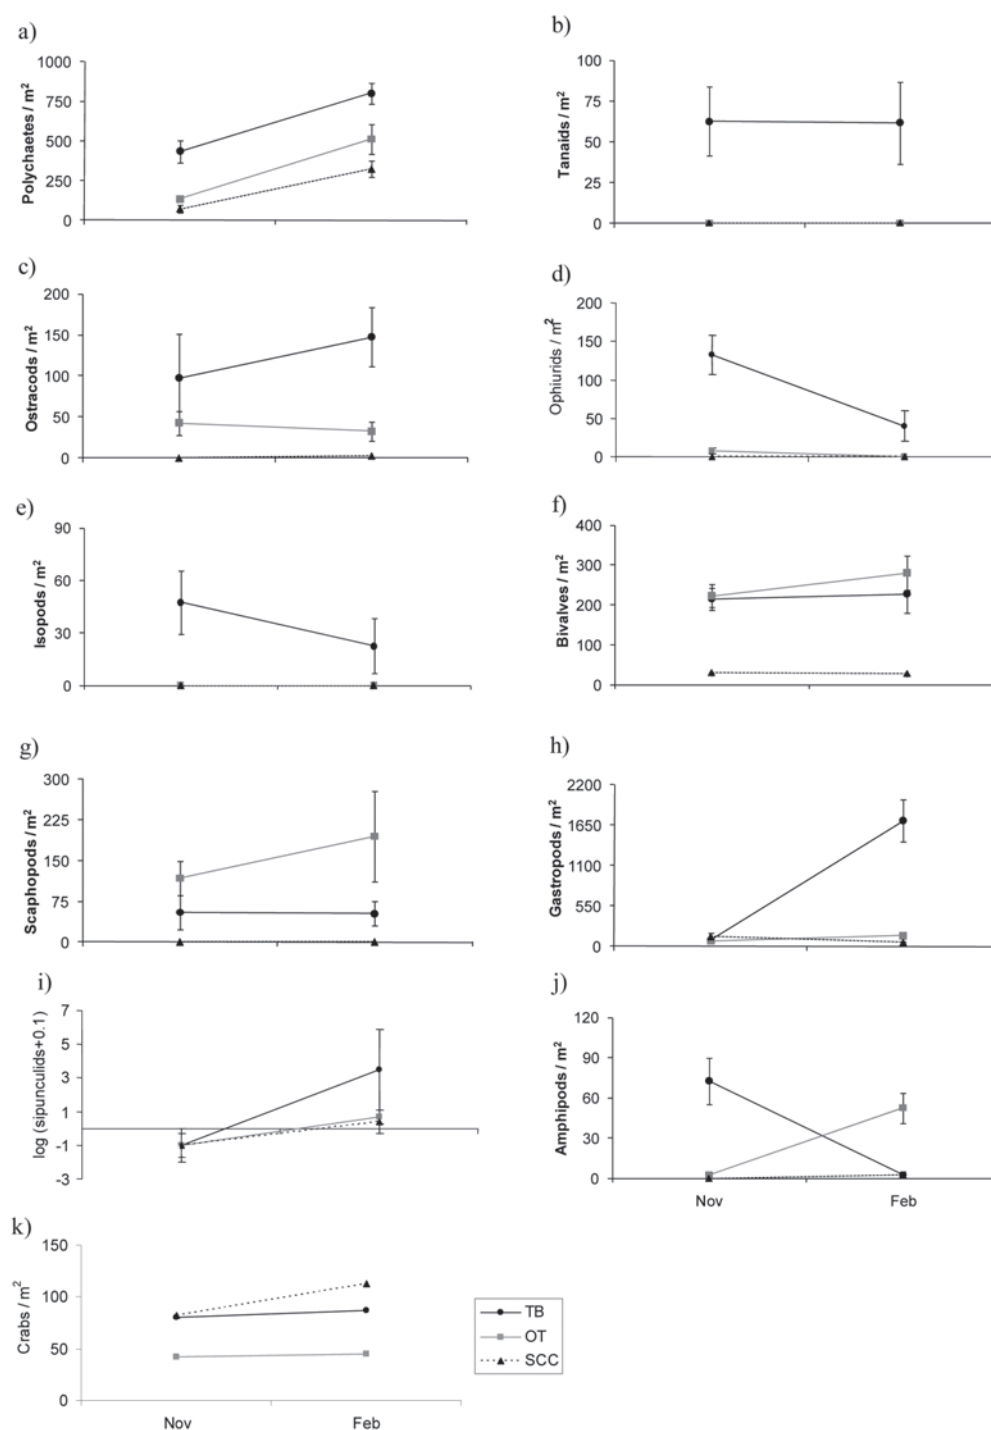 a)
Polychaetes / m²
1000
750
500
250
0
b)
Tanaids / m²
100
75
50
25
0
c)
Ostracods / m²
200
150
100
50
0
d)
Ophiurids / m²
200
150
100
50
0
e)
Isopods / m²
90
60
30
0
f)
Bivalves / m²
400
300
200
100
0
g)
Scaphopods / m²
300
225
150
75
0
h)
Gastropods / m²
2200
1650
1100
550
0
i)
log (sipunculids+0.1)
7
5
3
1
-1
-3
j)
Amphipods / m²
120
90
60
30
0
Nov Feb
k)
Crabs / m²
150
100
50
0
Nov Feb
TB
OT
SCC